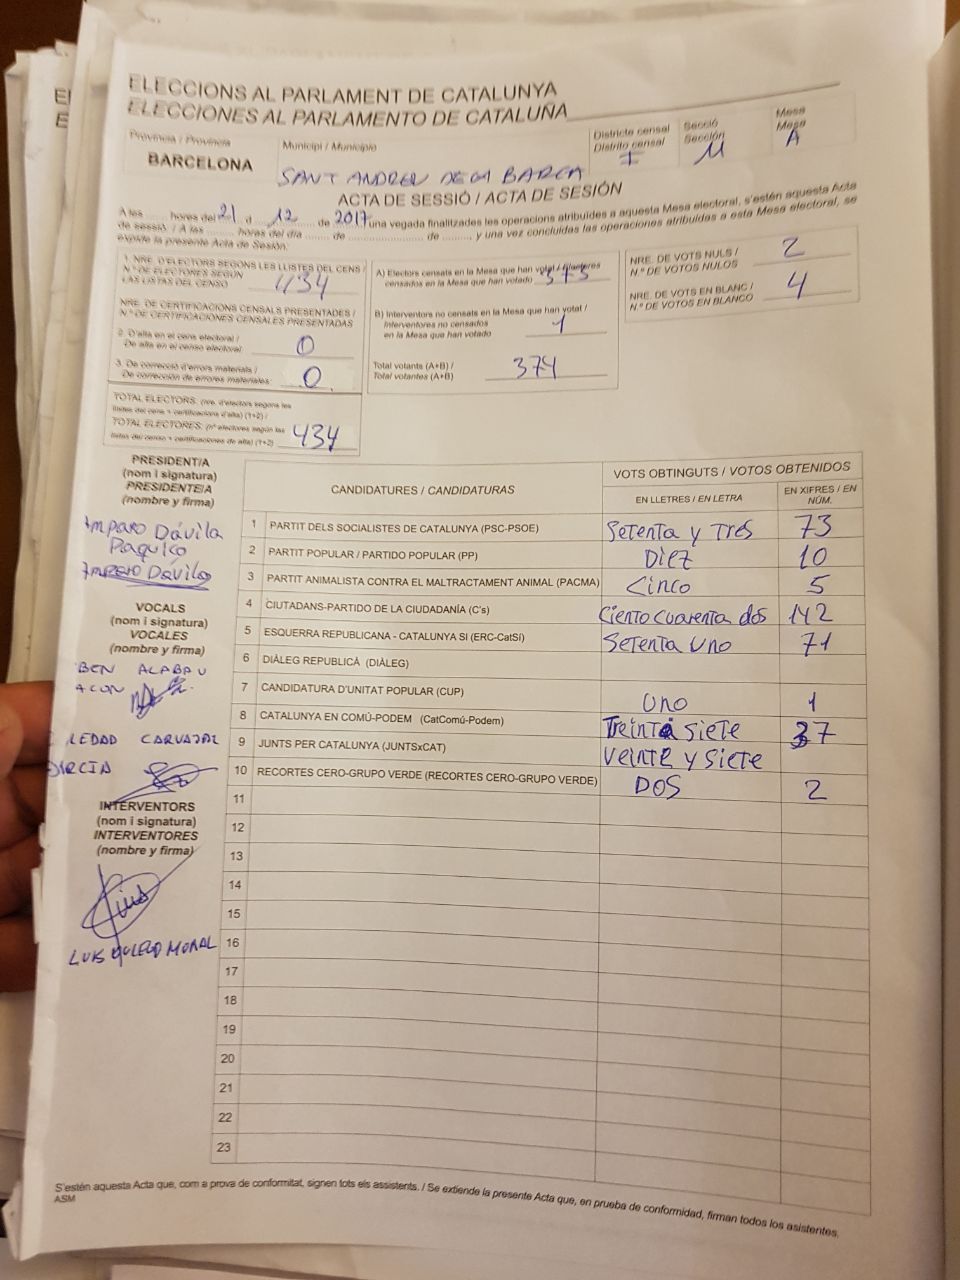 ELECCIONS AL PARLAMENT DE CATALUNYA
ELECCIONES AL PARLAMENTO DE CATALUÑA
Província / Provincia
BARCELONA
Municipi / Municipio
SANT ANDREU DE LA BARCA
Districte censal
Distrito censal
I
Secció
Sección
11
Mesa
Mesa
A
ACTA DE SESSIÓ / ACTA DE SESIÓN
A les ...... hores del 21 d 12 de 2017 una vegada finalitzades les operacions atribuïdes a aquesta Mesa electoral, s'estén aquesta Acta
de sessió / A las ...... horas del día ...... de ...... de ......, y una vez concluidas las operaciones atribuidas a esta Mesa electoral, se
expide la presente Acta de Sesión:
1. NRE. D'ELECTORS SEGONS LES LLISTES DEL CENS /
N.º DE ELECTORES SEGÚN
LAS LISTAS DEL CENSO
434
NRE. DE CERTIFICACIONS CENSALS PRESENTADES /
N.º DE CERTIFICACIONES CENSALES PRESENTADAS
2. D'alta en el cens electoral /
De alta en el censo electoral:
0
3. De correcció d'errors materials /
De corrección de errores materiales:
0
TOTAL ELECTORS: (nre. d'electors segons les
llistes del cens + certificacions d'alta) (1+2) /
TOTAL ELECTORES: (nº electores según las
listas del censo + certificaciones de alta) (1+2)
434
A) Electors censats en la Mesa que han votat / Electores
censados en la Mesa que han votado
373
B) Interventors no censats en la Mesa que han votat /
Interventores no censados
en la Mesa que han votado
1
Total votants (A+B) /
Total votantes (A+B)
374
NRE. DE VOTS NULS /
N.º DE VOTOS NULOS
2
NRE. DE VOTS EN BLANC /
N.º DE VOTOS EN BLANCO
4
PRESIDENT/A
(nom i signatura)
PRESIDENTE/A
(nombre y firma)
Amparo Dávila
Paquico
Amparo Dávila
VOCALS
(nom i signatura)
VOCALES
(nombre y firma)
BEN ALABAU
ACON
LEDAD CARVAJAL
INTERVENTORS
(nom i signatura)
INTERVENTORES
(nombre y firma)
Luis
LUIS MORAL
CANDIDATURES / CANDIDATURAS
VOTS OBTINGUTS / VOTOS OBTENIDOS
EN LLETRES / EN LETRA
EN XIFRES / EN
NÚM.
1 PARTIT DELS SOCIALISTES DE CATALUNYA (PSC-PSOE) Setenta y Tres 73
2 PARTIT POPULAR / PARTIDO POPULAR (PP) Diez 10
3 PARTIT ANIMALISTA CONTRA EL MALTRACTAMENT ANIMAL (PACMA) Cinco 5
4 CIUTADANS-PARTIDO DE LA CIUDADANÍA (C's) Ciento cuarenta dos 142
5 ESQUERRA REPUBLICANA - CATALUNYA SI (ERC-CatSí) Setenta Uno 71
6 DIÀLEG REPUBLICÀ (DIÀLEG)
7 CANDIDATURA D'UNITAT POPULAR (CUP) Uno 1
8 CATALUNYA EN COMÚ-PODEM (CatComú-Podem) Treinta siete 37
9 JUNTS PER CATALUNYA (JUNTSxCAT) Veinte y siete
10 RECORTES CERO-GRUPO VERDE (RECORTES CERO-GRUPO VERDE) DOS 2
11
12
13
14
15
16
17
18
19
20
21
22
23
S'estén aquesta Acta que, com a prova de conformitat, signen tots els assistents. / Se extiende la presente Acta que, en prueba de conformidad, firman todos los asistentes.
ASM